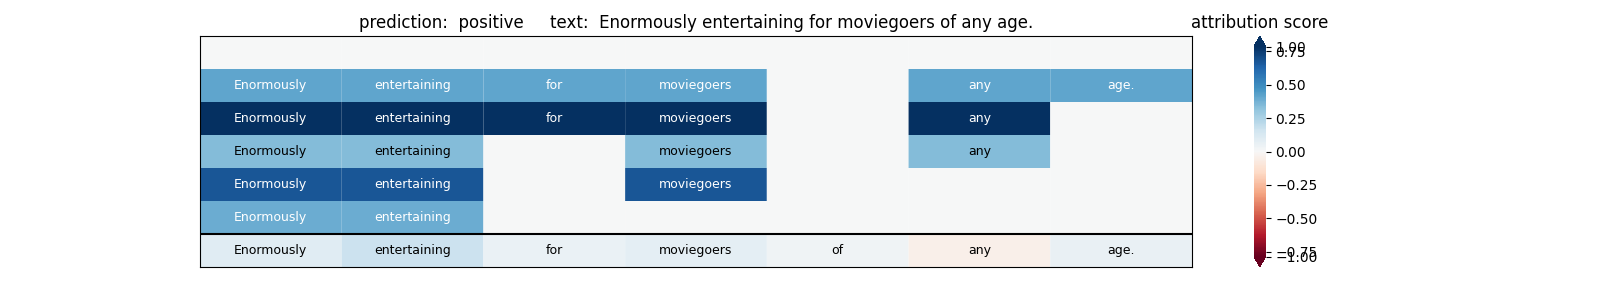 prediction:  positive     text:  Enormously entertaining for moviegoers of any age.
attribution score
Enormously entertaining for moviegoers any age.
Enormously entertaining for moviegoers any
Enormously entertaining moviegoers any
Enormously entertaining moviegoers
Enormously entertaining
Enormously entertaining for moviegoers of any age.
1.00
0.75
0.50
0.25
0.00
−0.25
−0.50
−0.75
−1.00